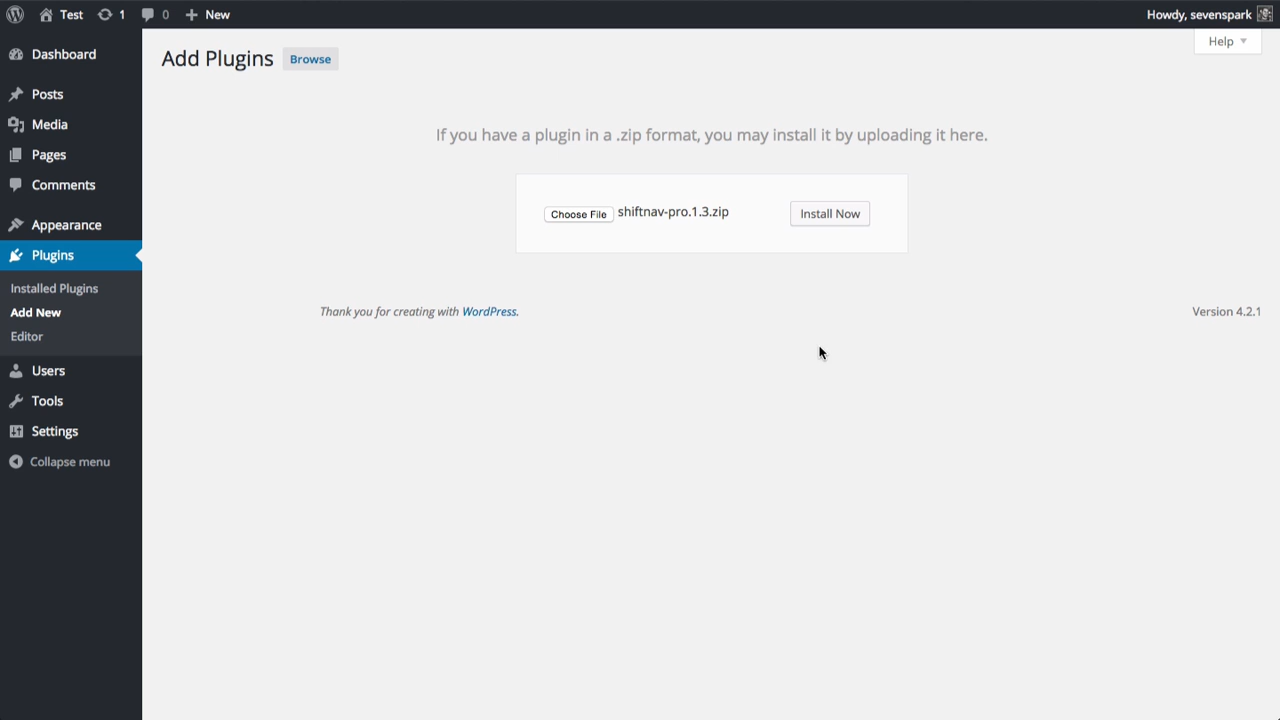 Test 1 0 New Howdy, sevenspark
Help
Add Plugins Browse
Dashboard
Posts
Media
Pages
Comments
Appearance
Plugins
Installed Plugins
Add New
Editor
Users
Tools
Settings
Collapse menu
If you have a plugin in a .zip format, you may install it by uploading it here.
Choose File shiftnav-pro.1.3.zip Install Now
Thank you for creating with WordPress. Version 4.2.1